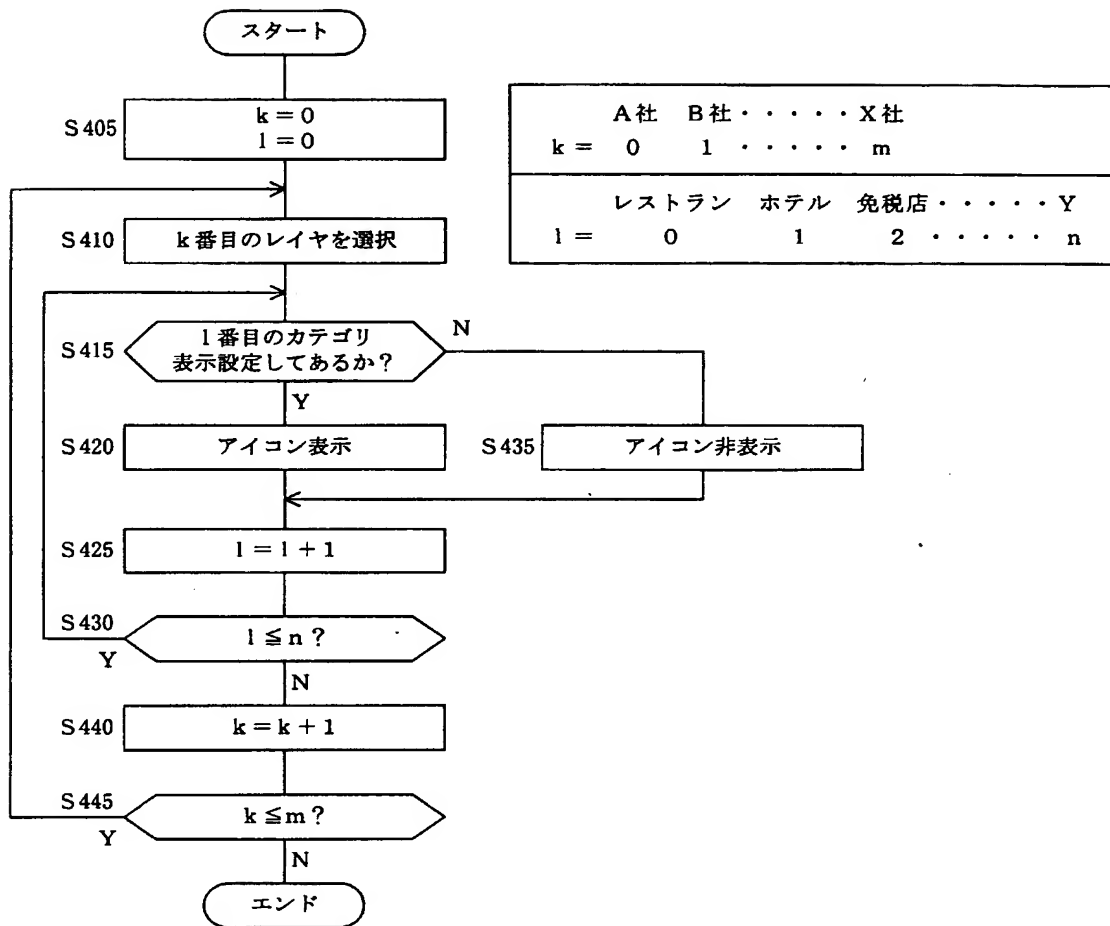 スタート
S405
k=0
l=0
S410
k番目のレイヤを選択
S415
l番目のカテゴリ
表示設定してあるか?
N
Y
S420
アイコン表示
S435
アイコン非表示
S425
l=l+1
S430
l≦n?
Y
N
S440
k=k+1
S445
k≦m?
Y
N
エンド
A社 B社・・・・・X社
k= 0 1 ・・・・・ m
レストラン ホテル 免税店・・・・・Y
l= 0 1 2 ・・・・・ n